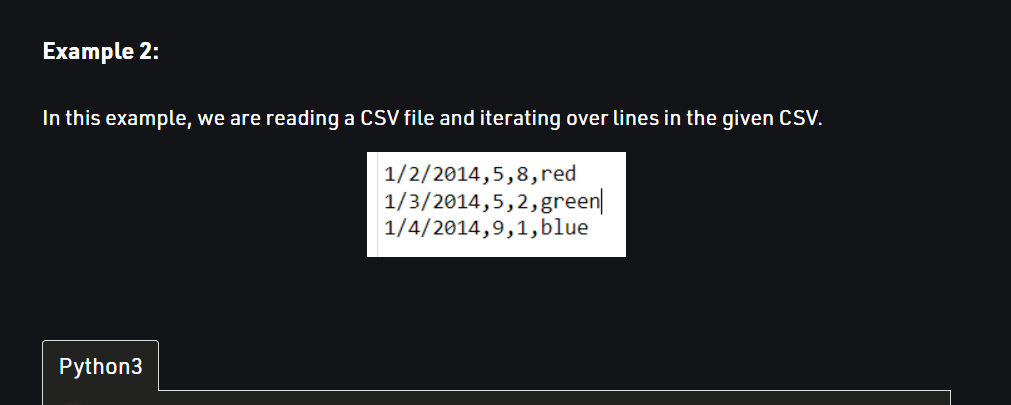 Example 2:
In this example, we are reading a CSV file and iterating over lines in the given CSV.
1/2/2014,5,8,red
1/3/2014,5,2,green
1/4/2014,9,1,blue
Python3